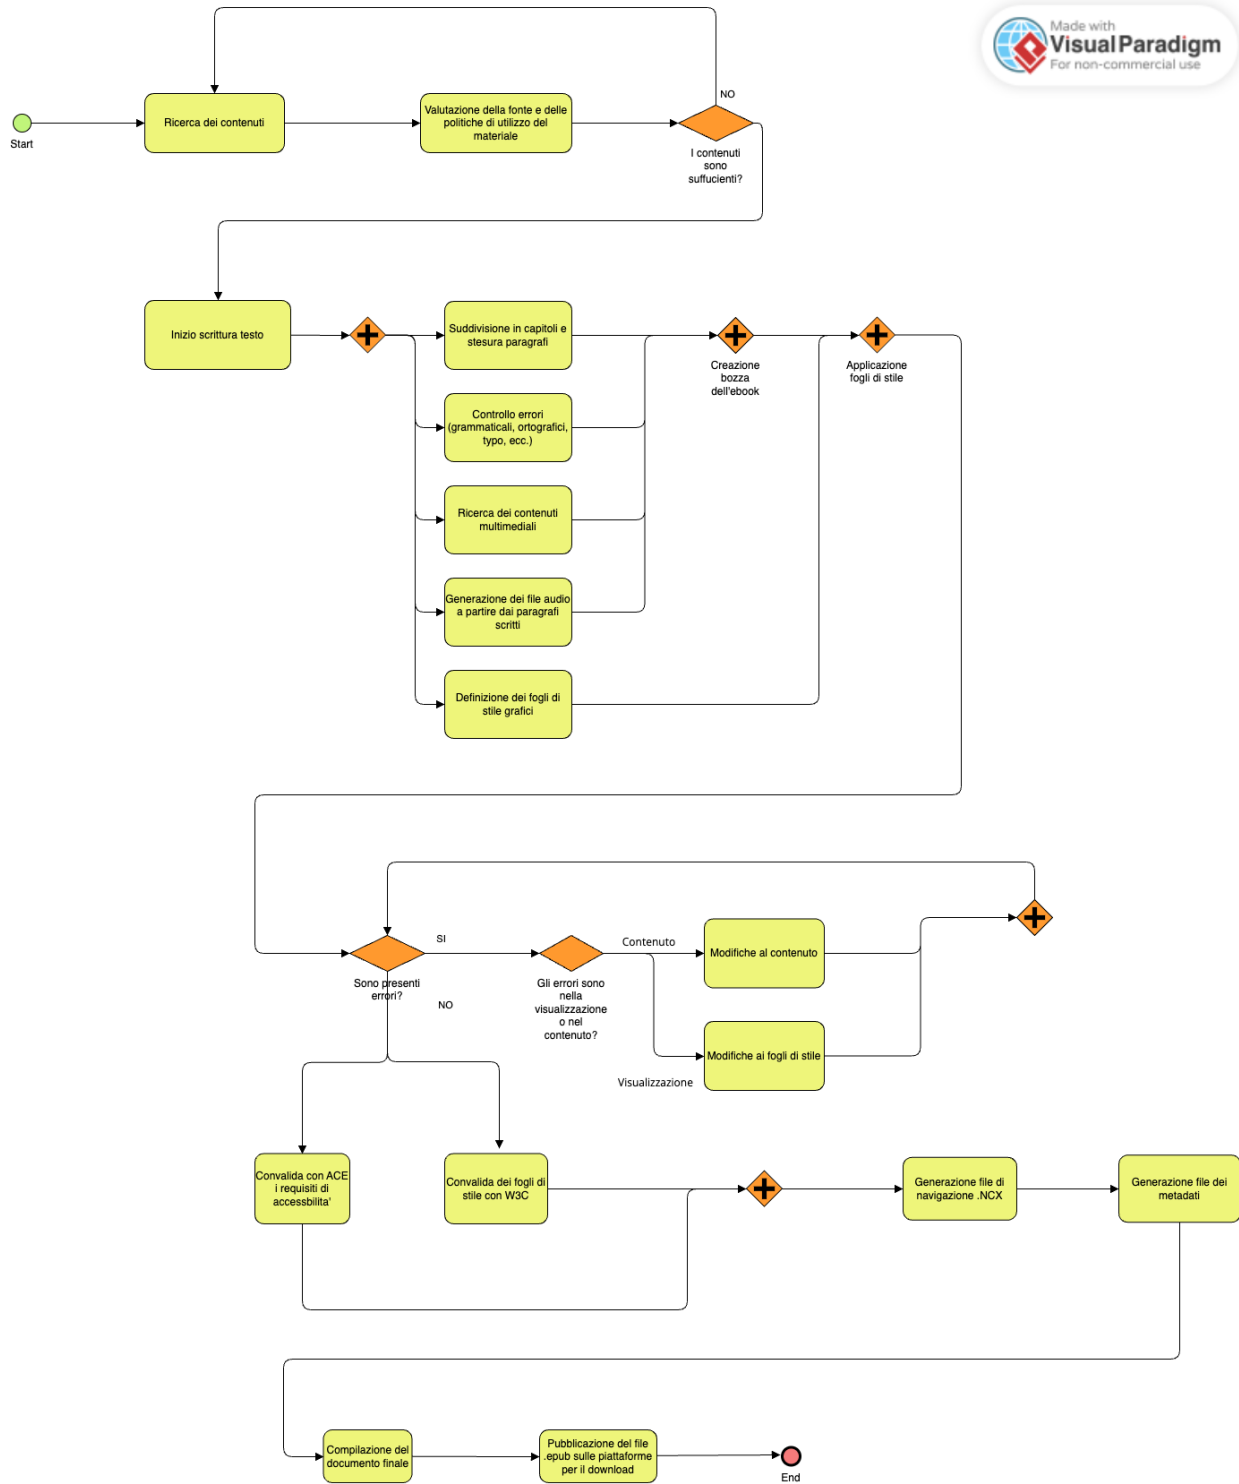 Made with
Visual Paradigm
For non-commercial use
NO
Start
Ricerca dei contenuti
Valutazione della fonte e delle
politiche di utilizzo del
materiale
I contenuti
sono
suffucienti?
Inizio scrittura testo
Suddivisione in capitoli e
stesura paragrafi
Creazione
bozza
dell'ebook
Applicazione
fogli di stile
Controllo errori
(grammaticali, ortografici,
typo, ecc.)
Ricerca dei contenuti
multimediali
Generazione dei file audio
a partire dai paragrafi
scritti
Definizione dei fogli di
stile grafici
SI
Contenuto
Modifiche al contenuto
Sono presenti
errori?
NO
Gli errori sono
nella
visualizzazione
o nel
contenuto?
Modifiche ai fogli di stile
Visualizzazione
Convalida con ACE
i requisiti di
accessbilita'
Convalida dei fogli di
stile con W3C
Generazione file di
navigazione .NCX
Generazione file dei
metadati
Compilazione del
documento finale
Pubblicazione del file
.epub sulle piattaforme
per il download
End